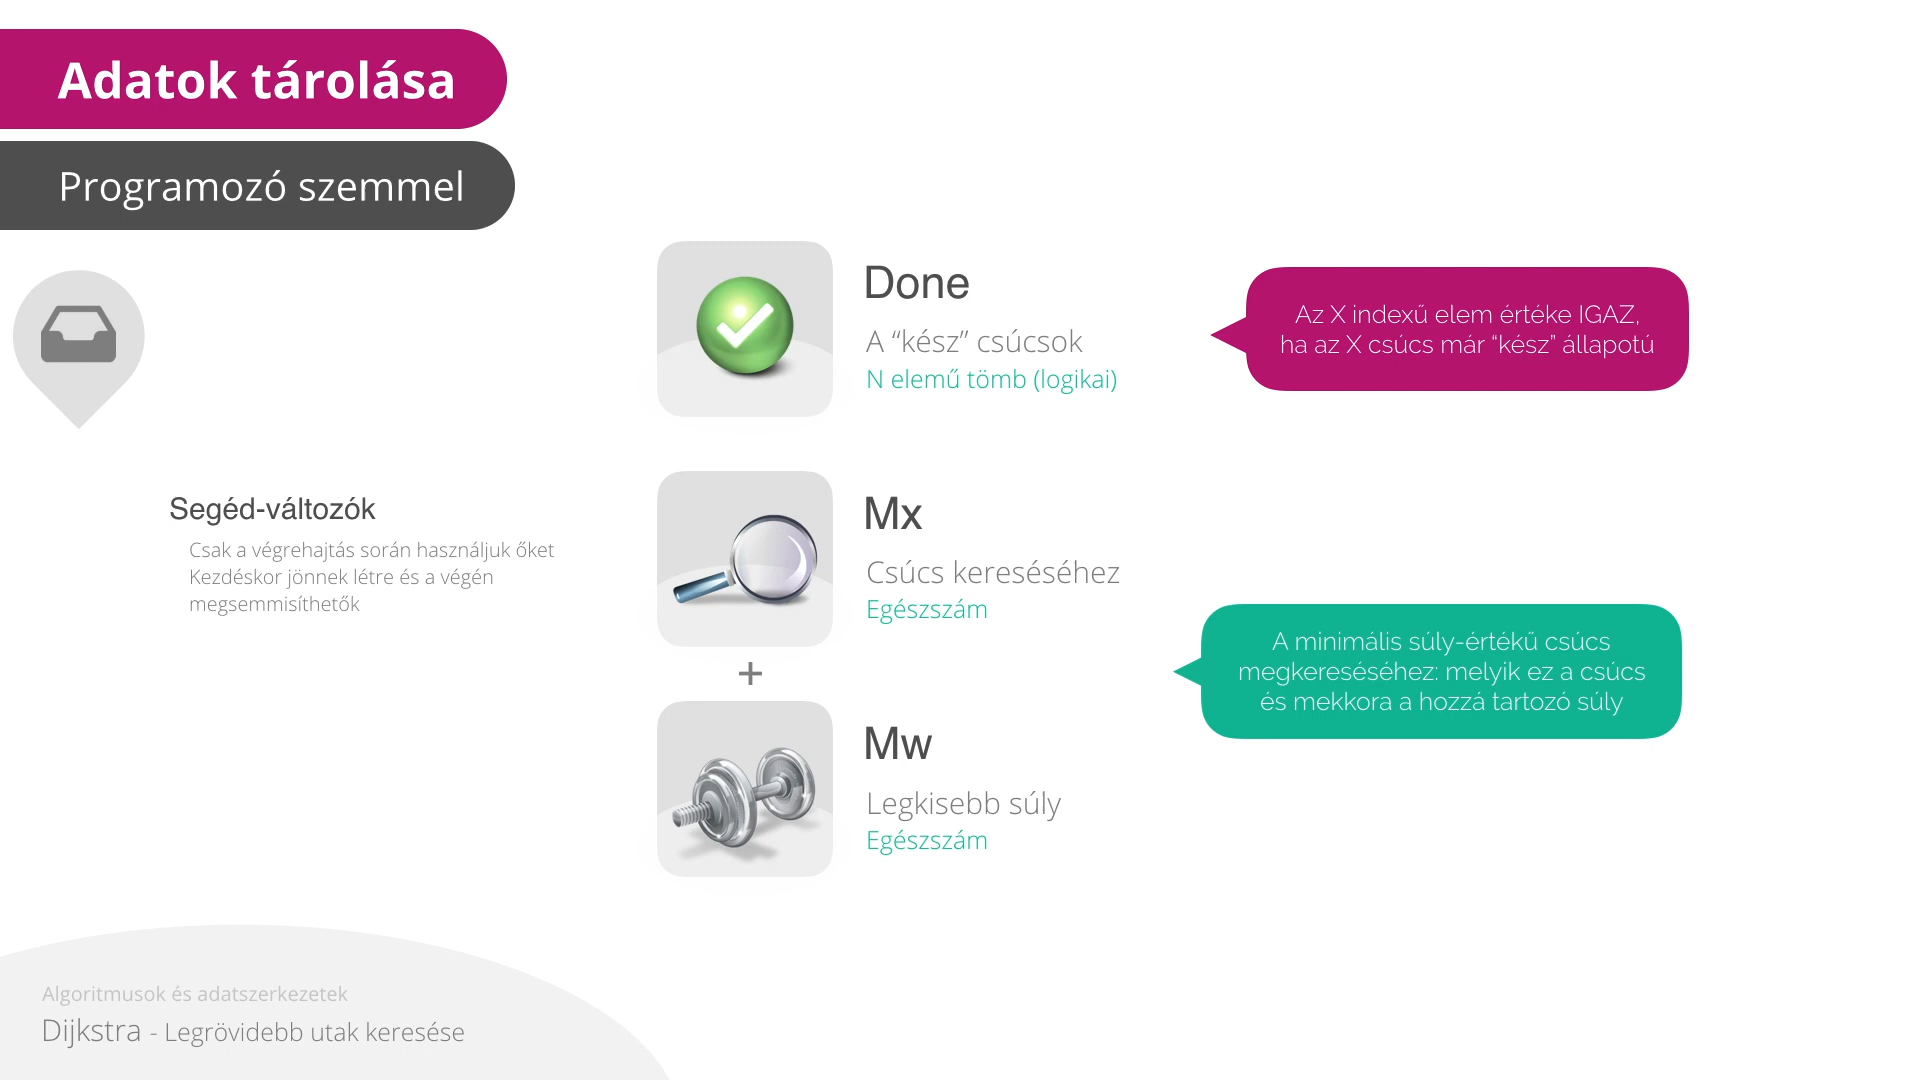 Adatok tárolása
Programozó szemmel
Segéd-változók
Csak a végrehajtás során használjuk őket
Kezdéskor jönnek létre és a végén
megsemmisíthetők
Done
A “kész” csúcsok
N elemű tömb (logikai)
Az X indexű elem értéke IGAZ,
ha az X csúcs már “kész” állapotú
Mx
Csúcs kereséséhez
Egészszám
+
Mw
Legkisebb súly
Egészszám
A minimális súly-értékű csúcs
megkereséséhez: melyik ez a csúcs
és mekkora a hozzá tartozó súly
Algoritmusok és adatszerkezetek
Dijkstra - Legrövidebb utak keresése